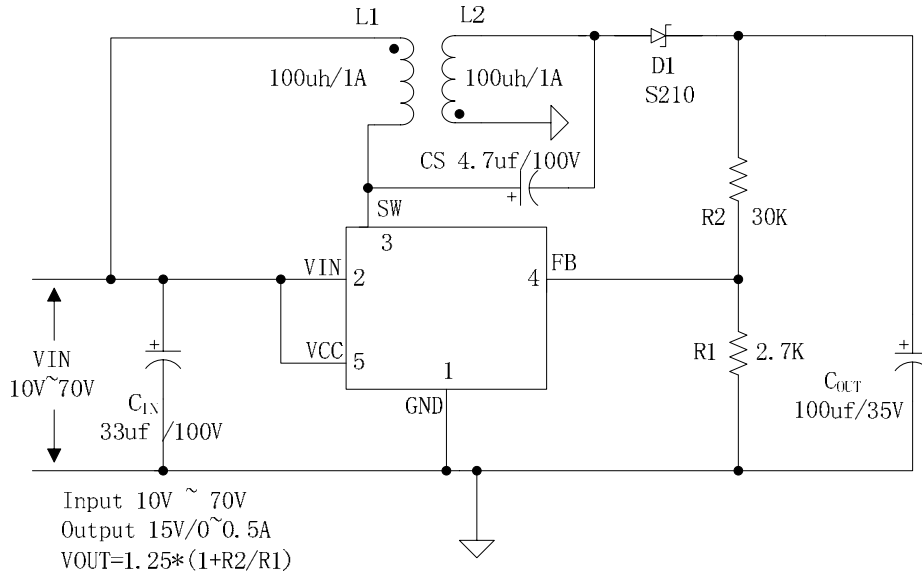 L1
L2
100uh/1A
100uh/1A
D1
S210
CS 4.7uf/100V
+
SW
R2
30K
3
VIN
2
4
FB
VIN
10V~70V
+
VCC
5
1
R1
2.7K
+
GND
CIN
33uf /100V
COUT
100uf/35V
Input 10V ~ 70V
Output 15V/0~0.5A
VOUT=1.25*(1+R2/R1)